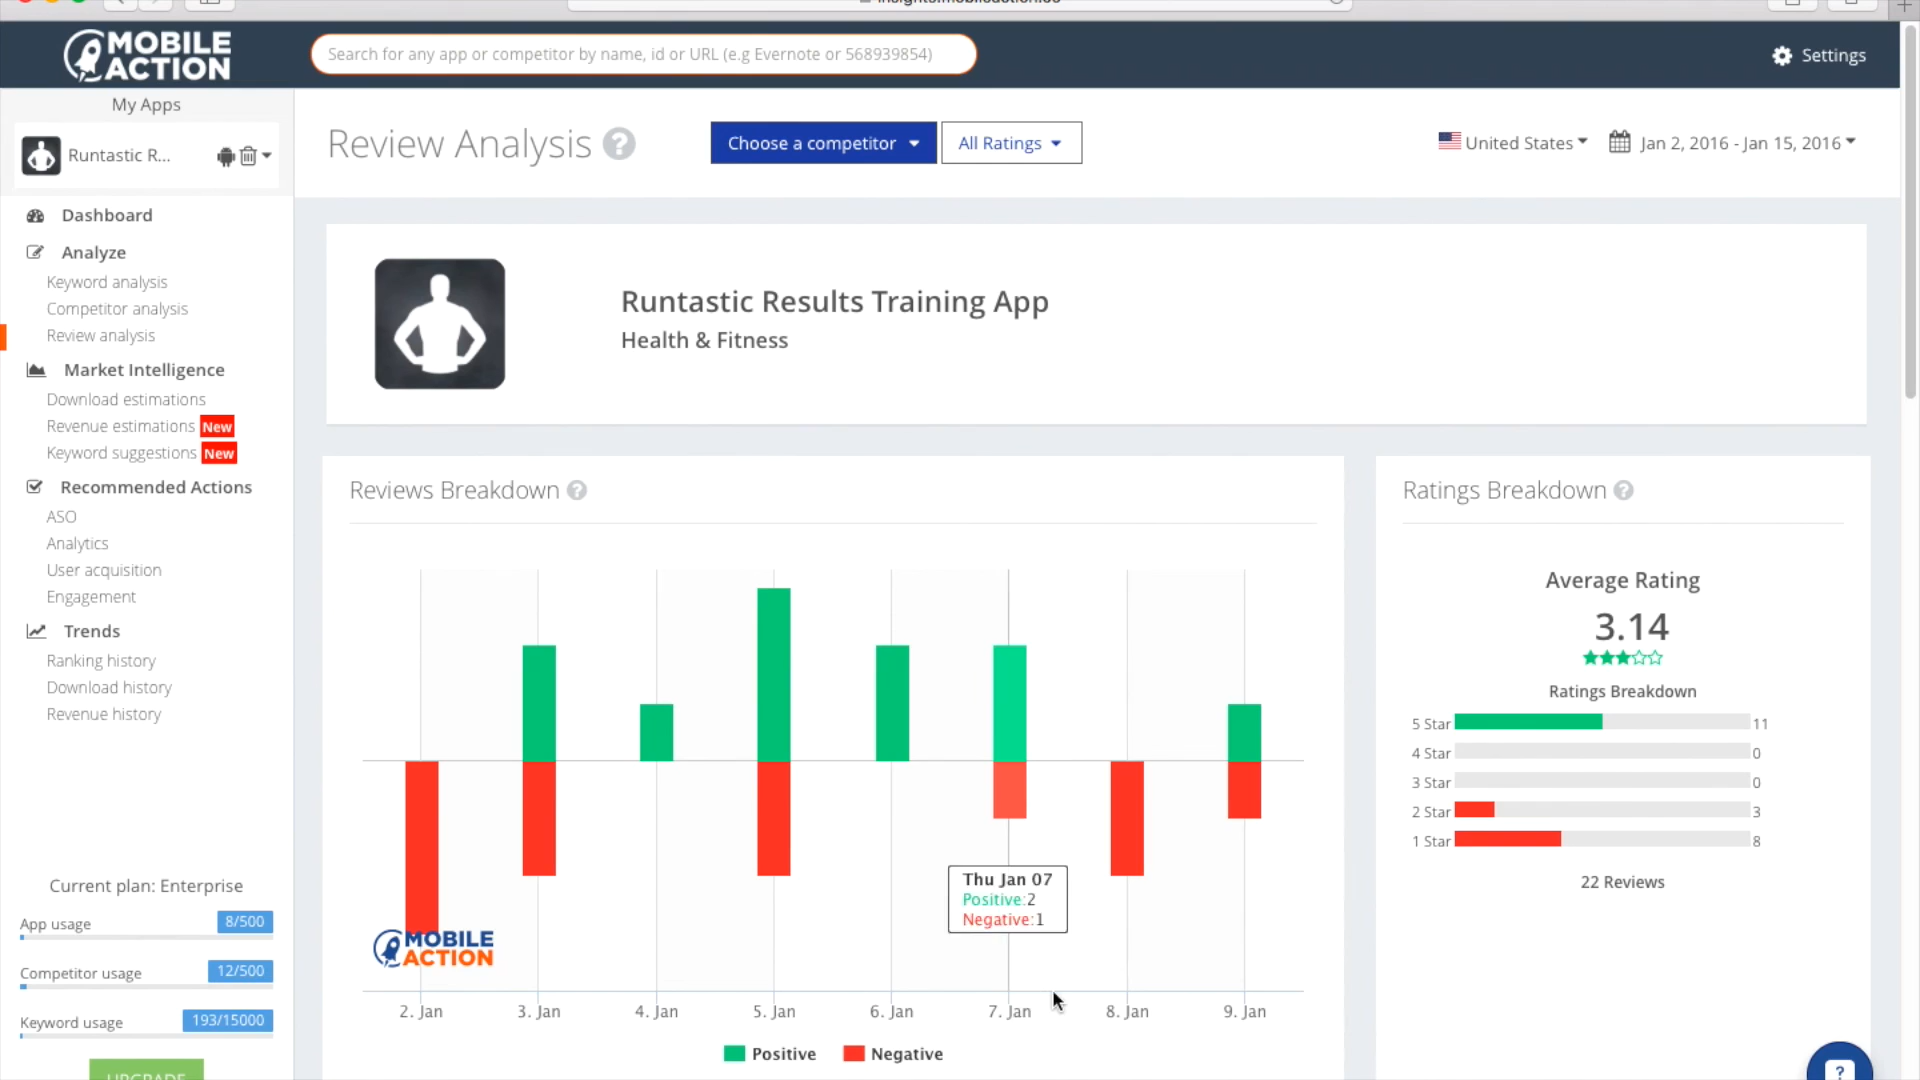 MOBILE
ACTION
Search for any app or competitor by name, id or URL (e.g Evernote or 568939854)
Settings
My Apps
Runtastic R...
Dashboard
Analyze
Keyword analysis
Competitor analysis
Review analysis
Market Intelligence
Download estimations
Revenue estimations New
Keyword suggestions New
Recommended Actions
ASO
Analytics
User acquisition
Engagement
Trends
Ranking history
Download history
Revenue history
Current plan: Enterprise
App usage 8/500
Competitor usage 12/500
Keyword usage 193/15000
Review Analysis ?
Choose a competitor
All Ratings
United States
Jan 2, 2016 - Jan 15, 2016
Runtastic Results Training App
Health & Fitness
Reviews Breakdown ?
Thu Jan 07
Positive:2
Negative:1
MOBILE
ACTION
2. Jan 3. Jan 4. Jan 5. Jan 6. Jan 7. Jan 8. Jan 9. Jan
Positive Negative
Ratings Breakdown ?
Average Rating
3.14
Ratings Breakdown
5 Star 11
4 Star 0
3 Star 0
2 Star 3
1 Star 8
22 Reviews
?